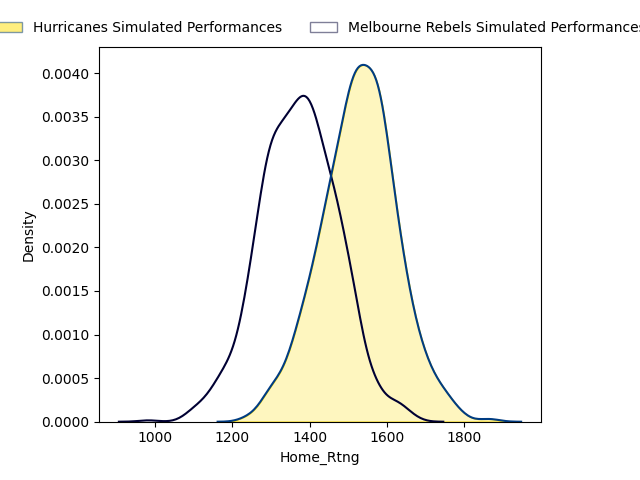 Hurricanes Simulated Performances Melbourne Rebels Simulated Performances
0.0040
0.0035
0.0030
0.0025
0.0020
0.0015
0.0010
0.0005
0.0000
Density
1000 1200 1400 1600 1800
Home_Rtng